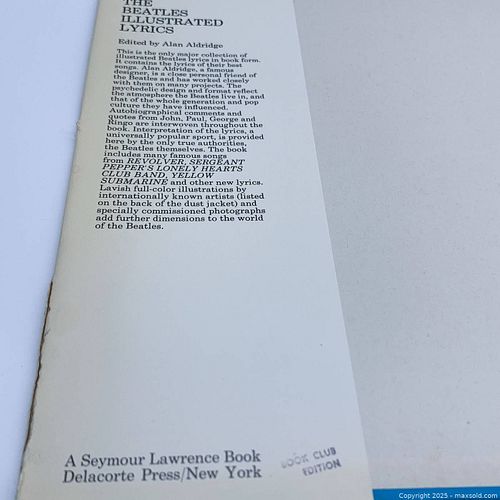 THE
BEATLES
ILLUSTRATED
LYRICS
Edited by Alan Aldridge
This is the only major collection of
illustrated Beatles lyrics in book form.
It contains the lyrics of their best
songs. Alan Aldridge, a famous
designer, is a close personal friend of
the Beatles and has worked closely
with them on many projects. The
psychedelic design and format reflect
the atmosphere the Beatles live in, and
that of the whole generation and pop
culture they have influenced.
Autobiographical comments and
quotes from John, Paul, George and
Ringo are interwoven throughout the
book. Interpretation of the lyrics, a
universally popular sport, is provided
here by the only true authorities,
the Beatles themselves. The book
includes many famous songs
from REVOLVER, SERGEANT
PEPPER'S LONELY HEARTS
CLUB BAND, YELLOW
SUBMARINE and other new lyrics.
Lavish full-color illustrations by
internationally known artists (listed
on the back of the dust jacket) and
specially commissioned photographs
add further dimensions to the world
of the Beatles.
A Seymour Lawrence Book
Delacorte Press/New York
BOOK CLUB
EDITION
Copyright 2025 - maxsold.com